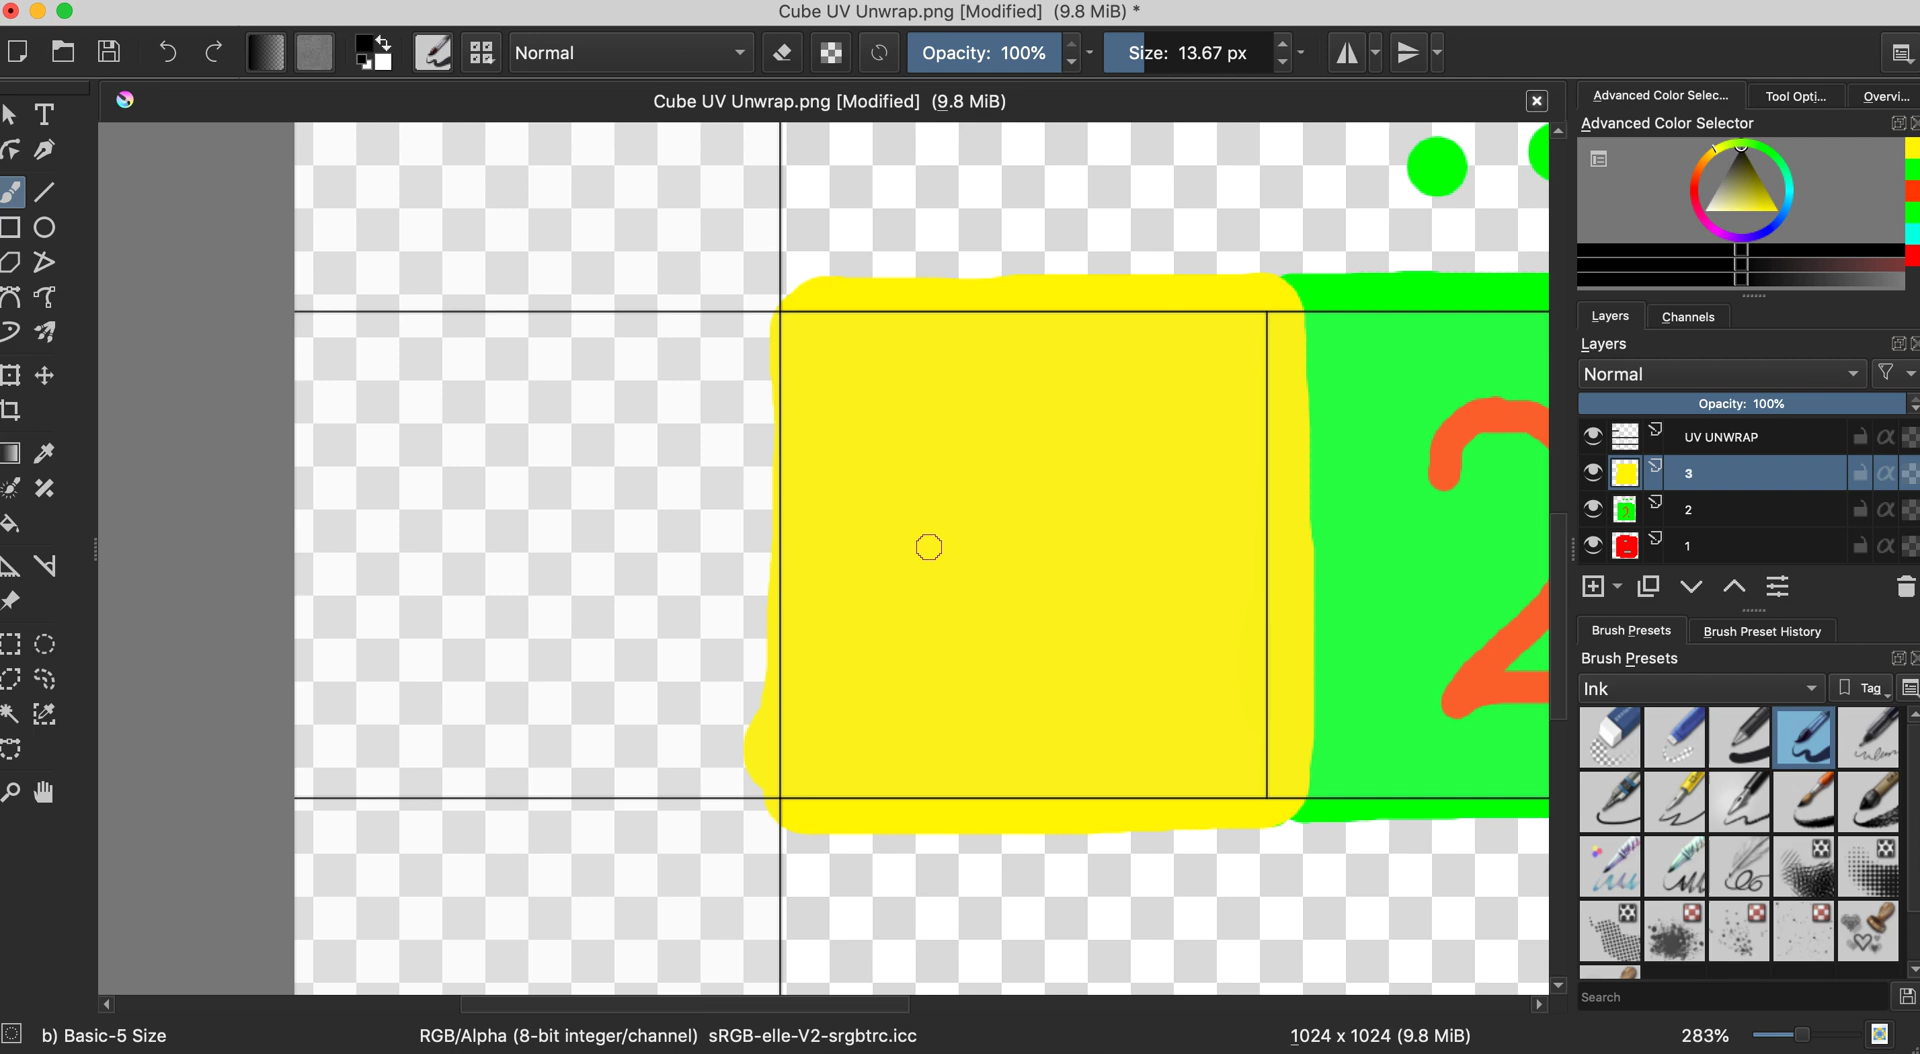 Cube UV Unwrap.png [Modified] (9.8 MiB) *
Normal
Opacity: 100%
Size: 13.67 px
Cube UV Unwrap.png [Modified] (9.8 MiB)
Advanced Color Selec...
Tool Opti...
Overvi...
Advanced Color Selector
T
2
Layers
Channels
Layers
Normal
Opacity: 100%
UV UNWRAP
3
2
1
Brush Presets
Brush Preset History
Brush Presets
Ink
Tag
Search
b) Basic-5 Size
RGB/Alpha (8-bit integer/channel) sRGB-elle-V2-srgbtrc.icc
1024 x 1024 (9.8 MiB)
283%